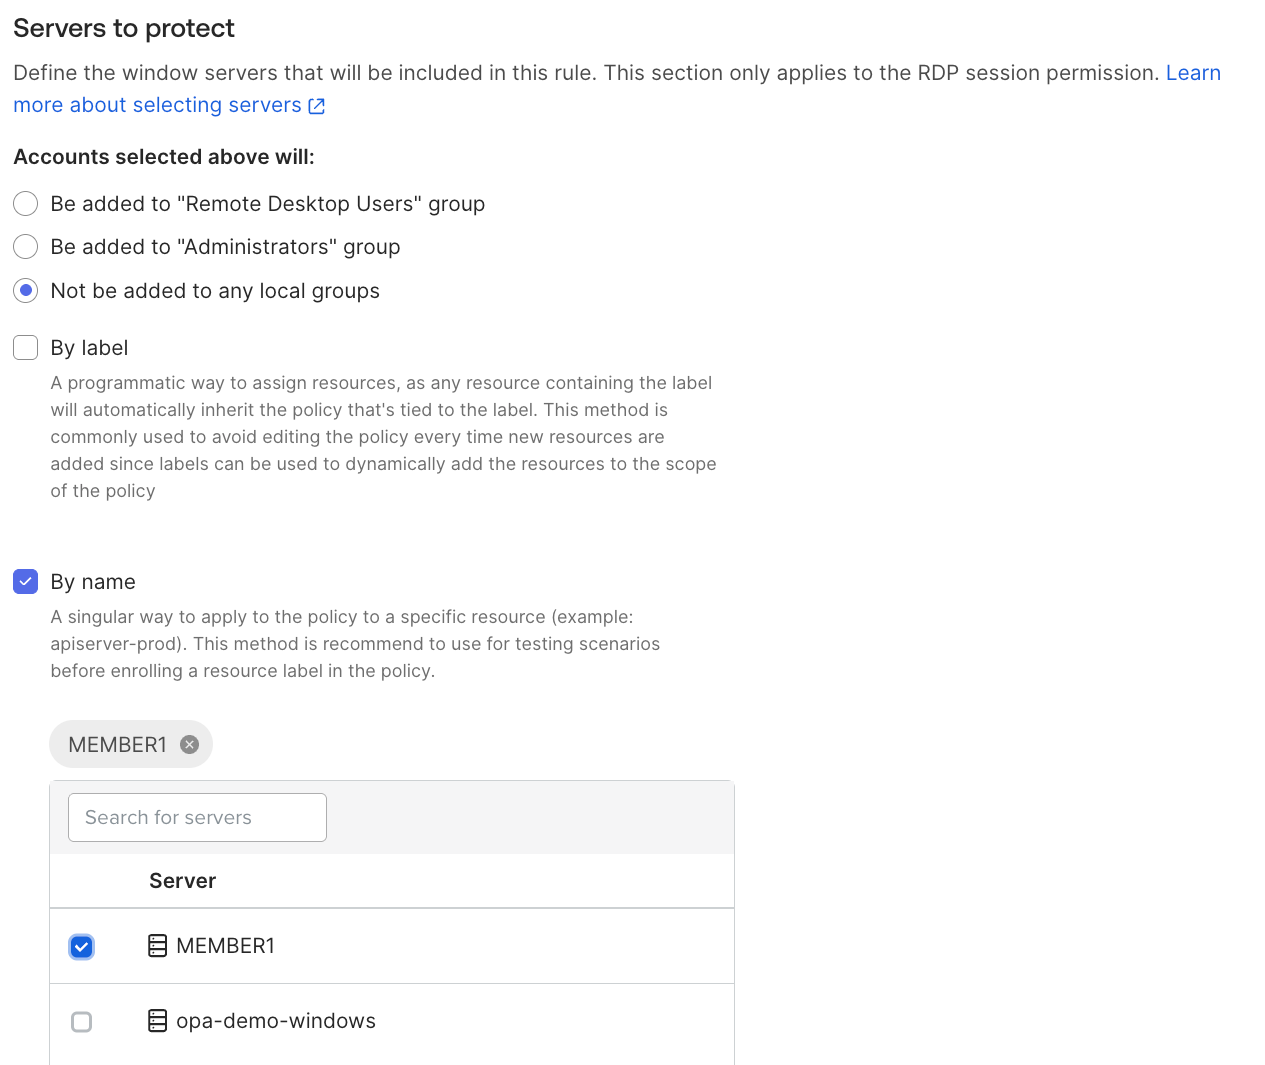 Servers to protect
Define the window servers that will be included in this rule. This section only applies to the RDP session permission. Learn
more about selecting servers
Accounts selected above will:
Be added to "Remote Desktop Users" group
Be added to "Administrators" group
Not be added to any local groups
By label
A programmatic way to assign resources, as any resource containing the label
will automatically inherit the policy that's tied to the label. This method is
commonly used to avoid editing the policy every time new resources are
added since labels can be used to dynamically add the resources to the scope
of the policy
By name
A singular way to apply to the policy to a specific resource (example:
apiserver-prod). This method is recommend to use for testing scenarios
before enrolling a resource label in the policy.
MEMBER1
Search for servers
Server
MEMBER1
opa-demo-windows